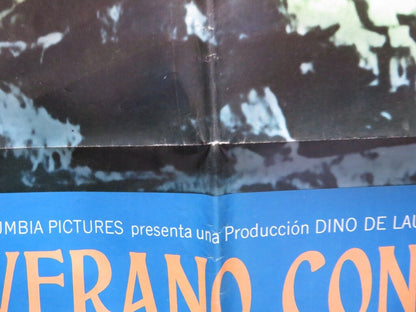 UMBIA PICTURES presenta una Producción DINO DE LAU
VERANO CON